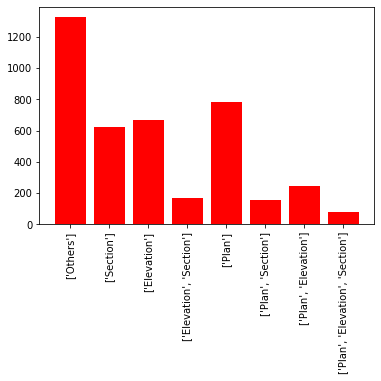 1200
1000
800
600
400
200
0
['Others']
['Section']
['Elevation']
['Elevation', 'Section']
['Plan']
['Plan', 'Section']
['Plan', 'Elevation']
['Plan', 'Elevation', 'Section']